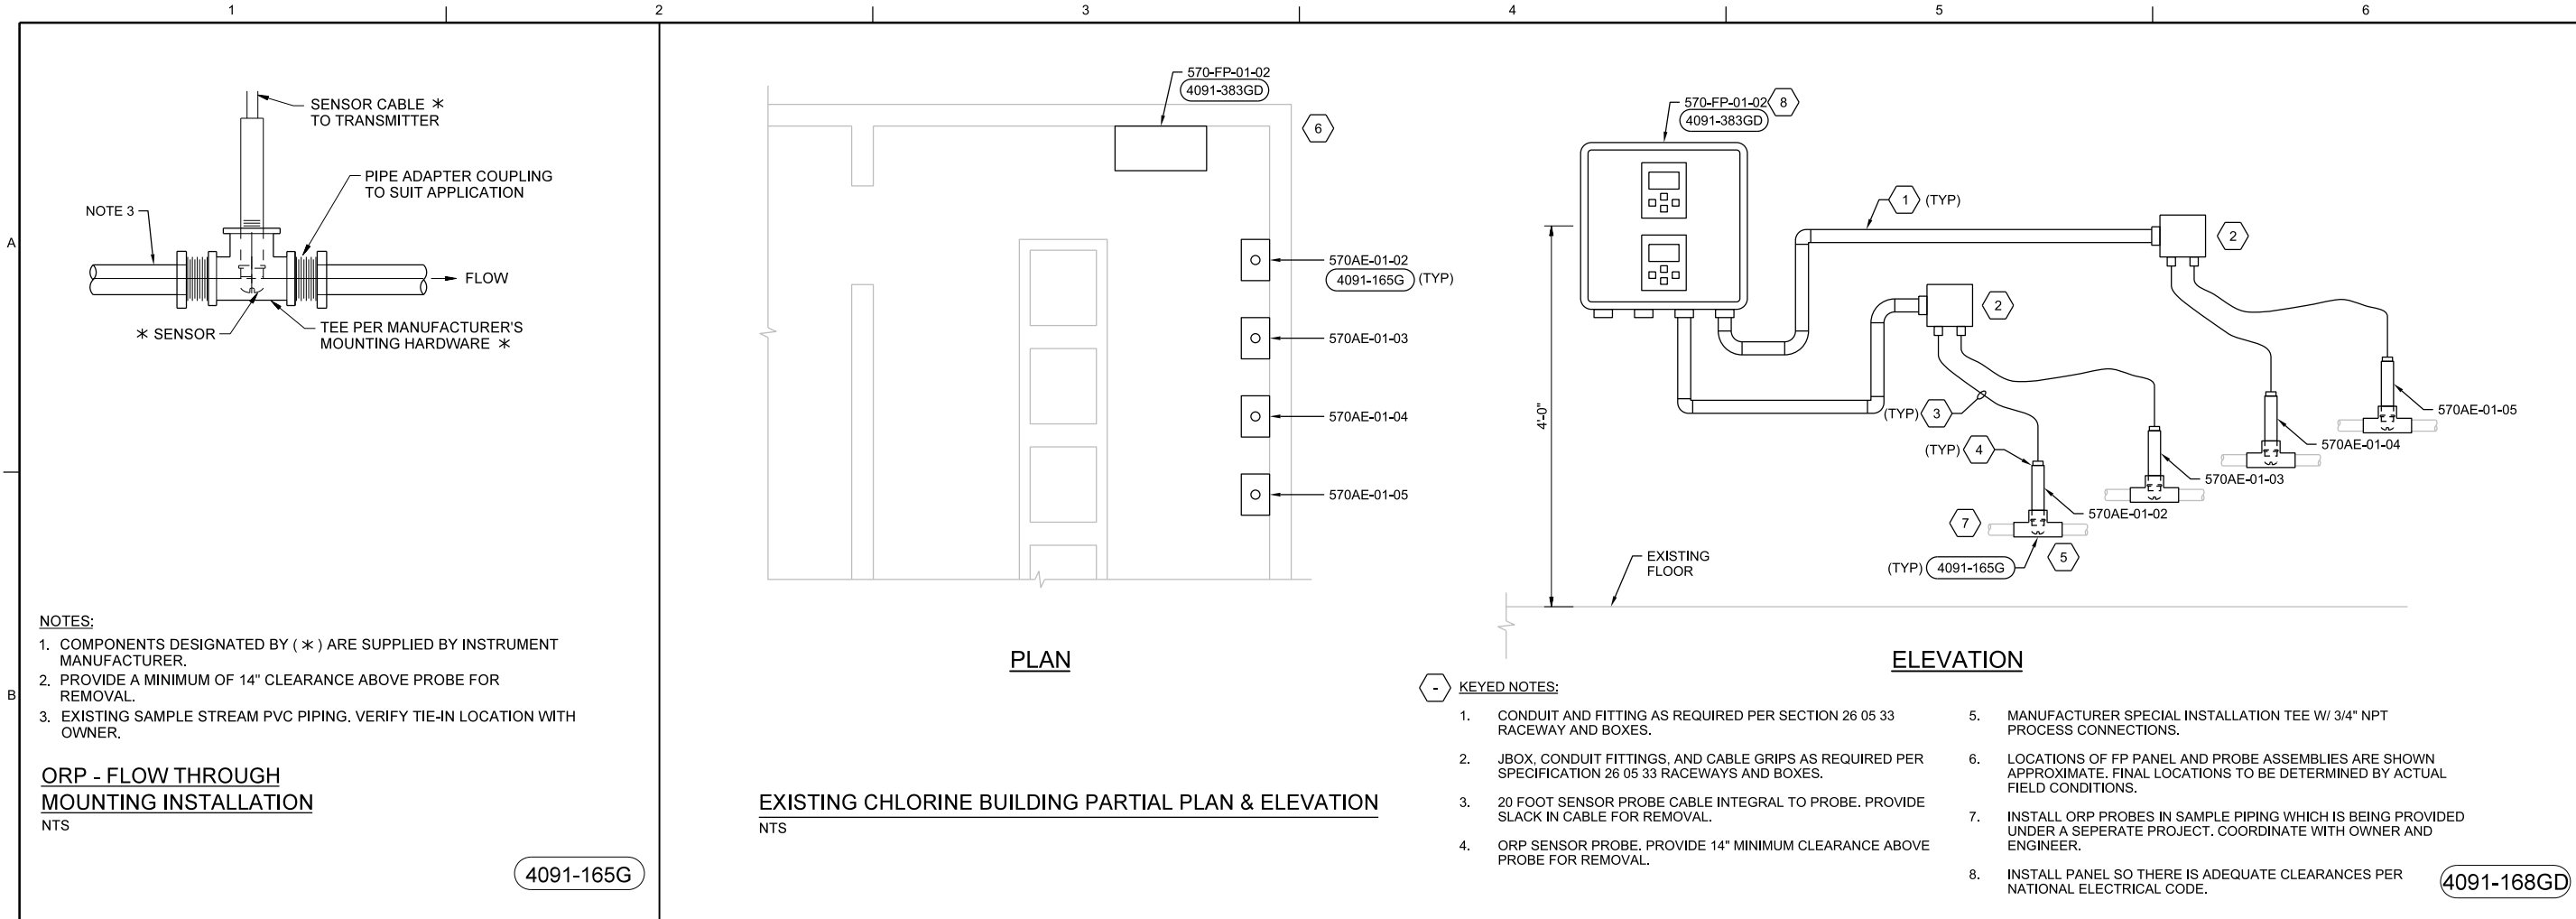 1
2
3
4
5
6
A
B
SENSOR CABLE *
TO TRANSMITTER
PIPE ADAPTER COUPLING
TO SUIT APPLICATION
NOTE 3
FLOW
* SENSOR
TEE PER MANUFACTURER'S
MOUNTING HARDWARE *
NOTES:
1. COMPONENTS DESIGNATED BY ( * ) ARE SUPPLIED BY INSTRUMENT
MANUFACTURER.
2. PROVIDE A MINIMUM OF 14" CLEARANCE ABOVE PROBE FOR
REMOVAL.
3. EXISTING SAMPLE STREAM PVC PIPING. VERIFY TIE-IN LOCATION WITH
OWNER.
ORP - FLOW THROUGH
MOUNTING INSTALLATION
NTS
4091-165G
570-FP-01-02
4091-383GD
6
570AE-01-02
4091-165G (TYP)
570AE-01-03
570AE-01-04
570AE-01-05
PLAN
EXISTING CHLORINE BUILDING PARTIAL PLAN & ELEVATION
NTS
570-FP-01-02 8
4091-383GD
1 (TYP)
2
2
4'-0"
(TYP) 3
(TYP) 4
570AE-01-05
570AE-01-04
570AE-01-03
570AE-01-02
7
5
(TYP) 4091-165G
EXISTING
FLOOR
ELEVATION
- KEYED NOTES:
1. CONDUIT AND FITTING AS REQUIRED PER SECTION 26 05 33
RACEWAY AND BOXES.
2. JBOX, CONDUIT FITTINGS, AND CABLE GRIPS AS REQUIRED PER
SPECIFICATION 26 05 33 RACEWAYS AND BOXES.
3. 20 FOOT SENSOR PROBE CABLE INTEGRAL TO PROBE. PROVIDE
SLACK IN CABLE FOR REMOVAL.
4. ORP SENSOR PROBE. PROVIDE 14" MINIMUM CLEARANCE ABOVE
PROBE FOR REMOVAL.
5. MANUFACTURER SPECIAL INSTALLATION TEE W/ 3/4" NPT
PROCESS CONNECTIONS.
6. LOCATIONS OF FP PANEL AND PROBE ASSEMBLIES ARE SHOWN
APPROXIMATE. FINAL LOCATIONS TO BE DETERMINED BY ACTUAL
FIELD CONDITIONS.
7. INSTALL ORP PROBES IN SAMPLE PIPING WHICH IS BEING PROVIDED
UNDER A SEPERATE PROJECT. COORDINATE WITH OWNER AND
ENGINEER.
8. INSTALL PANEL SO THERE IS ADEQUATE CLEARANCES PER
NATIONAL ELECTRICAL CODE.
4091-168GD